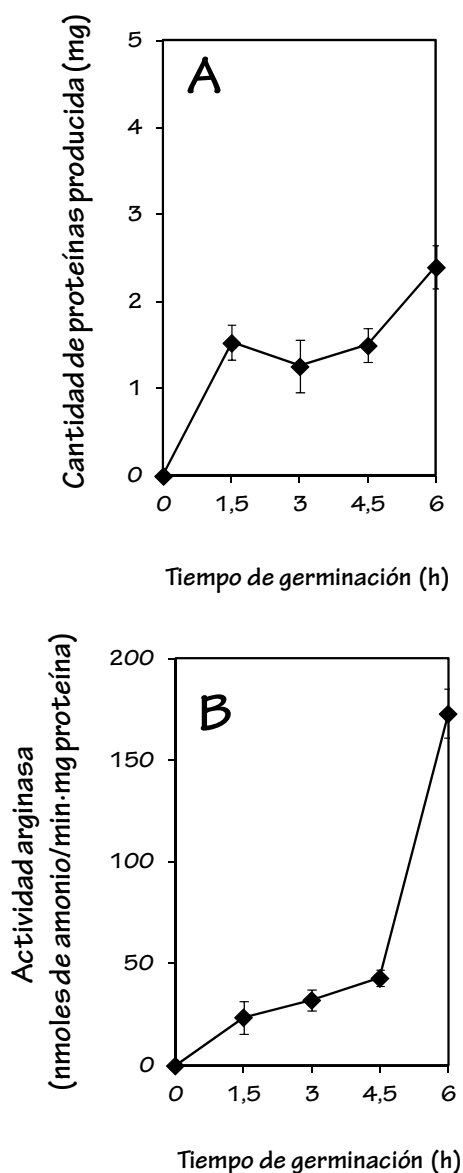 Cantidad de proteínas producida (mg)
5
4
3
2
1
0
A
0 1,5 3 4,5 6
Tiempo de germinación (h)
Actividad arginasa
(nmoles de amonio/min·mg proteína)
200
150
100
50
0
B
0 1,5 3 4,5 6
Tiempo de germinación (h)